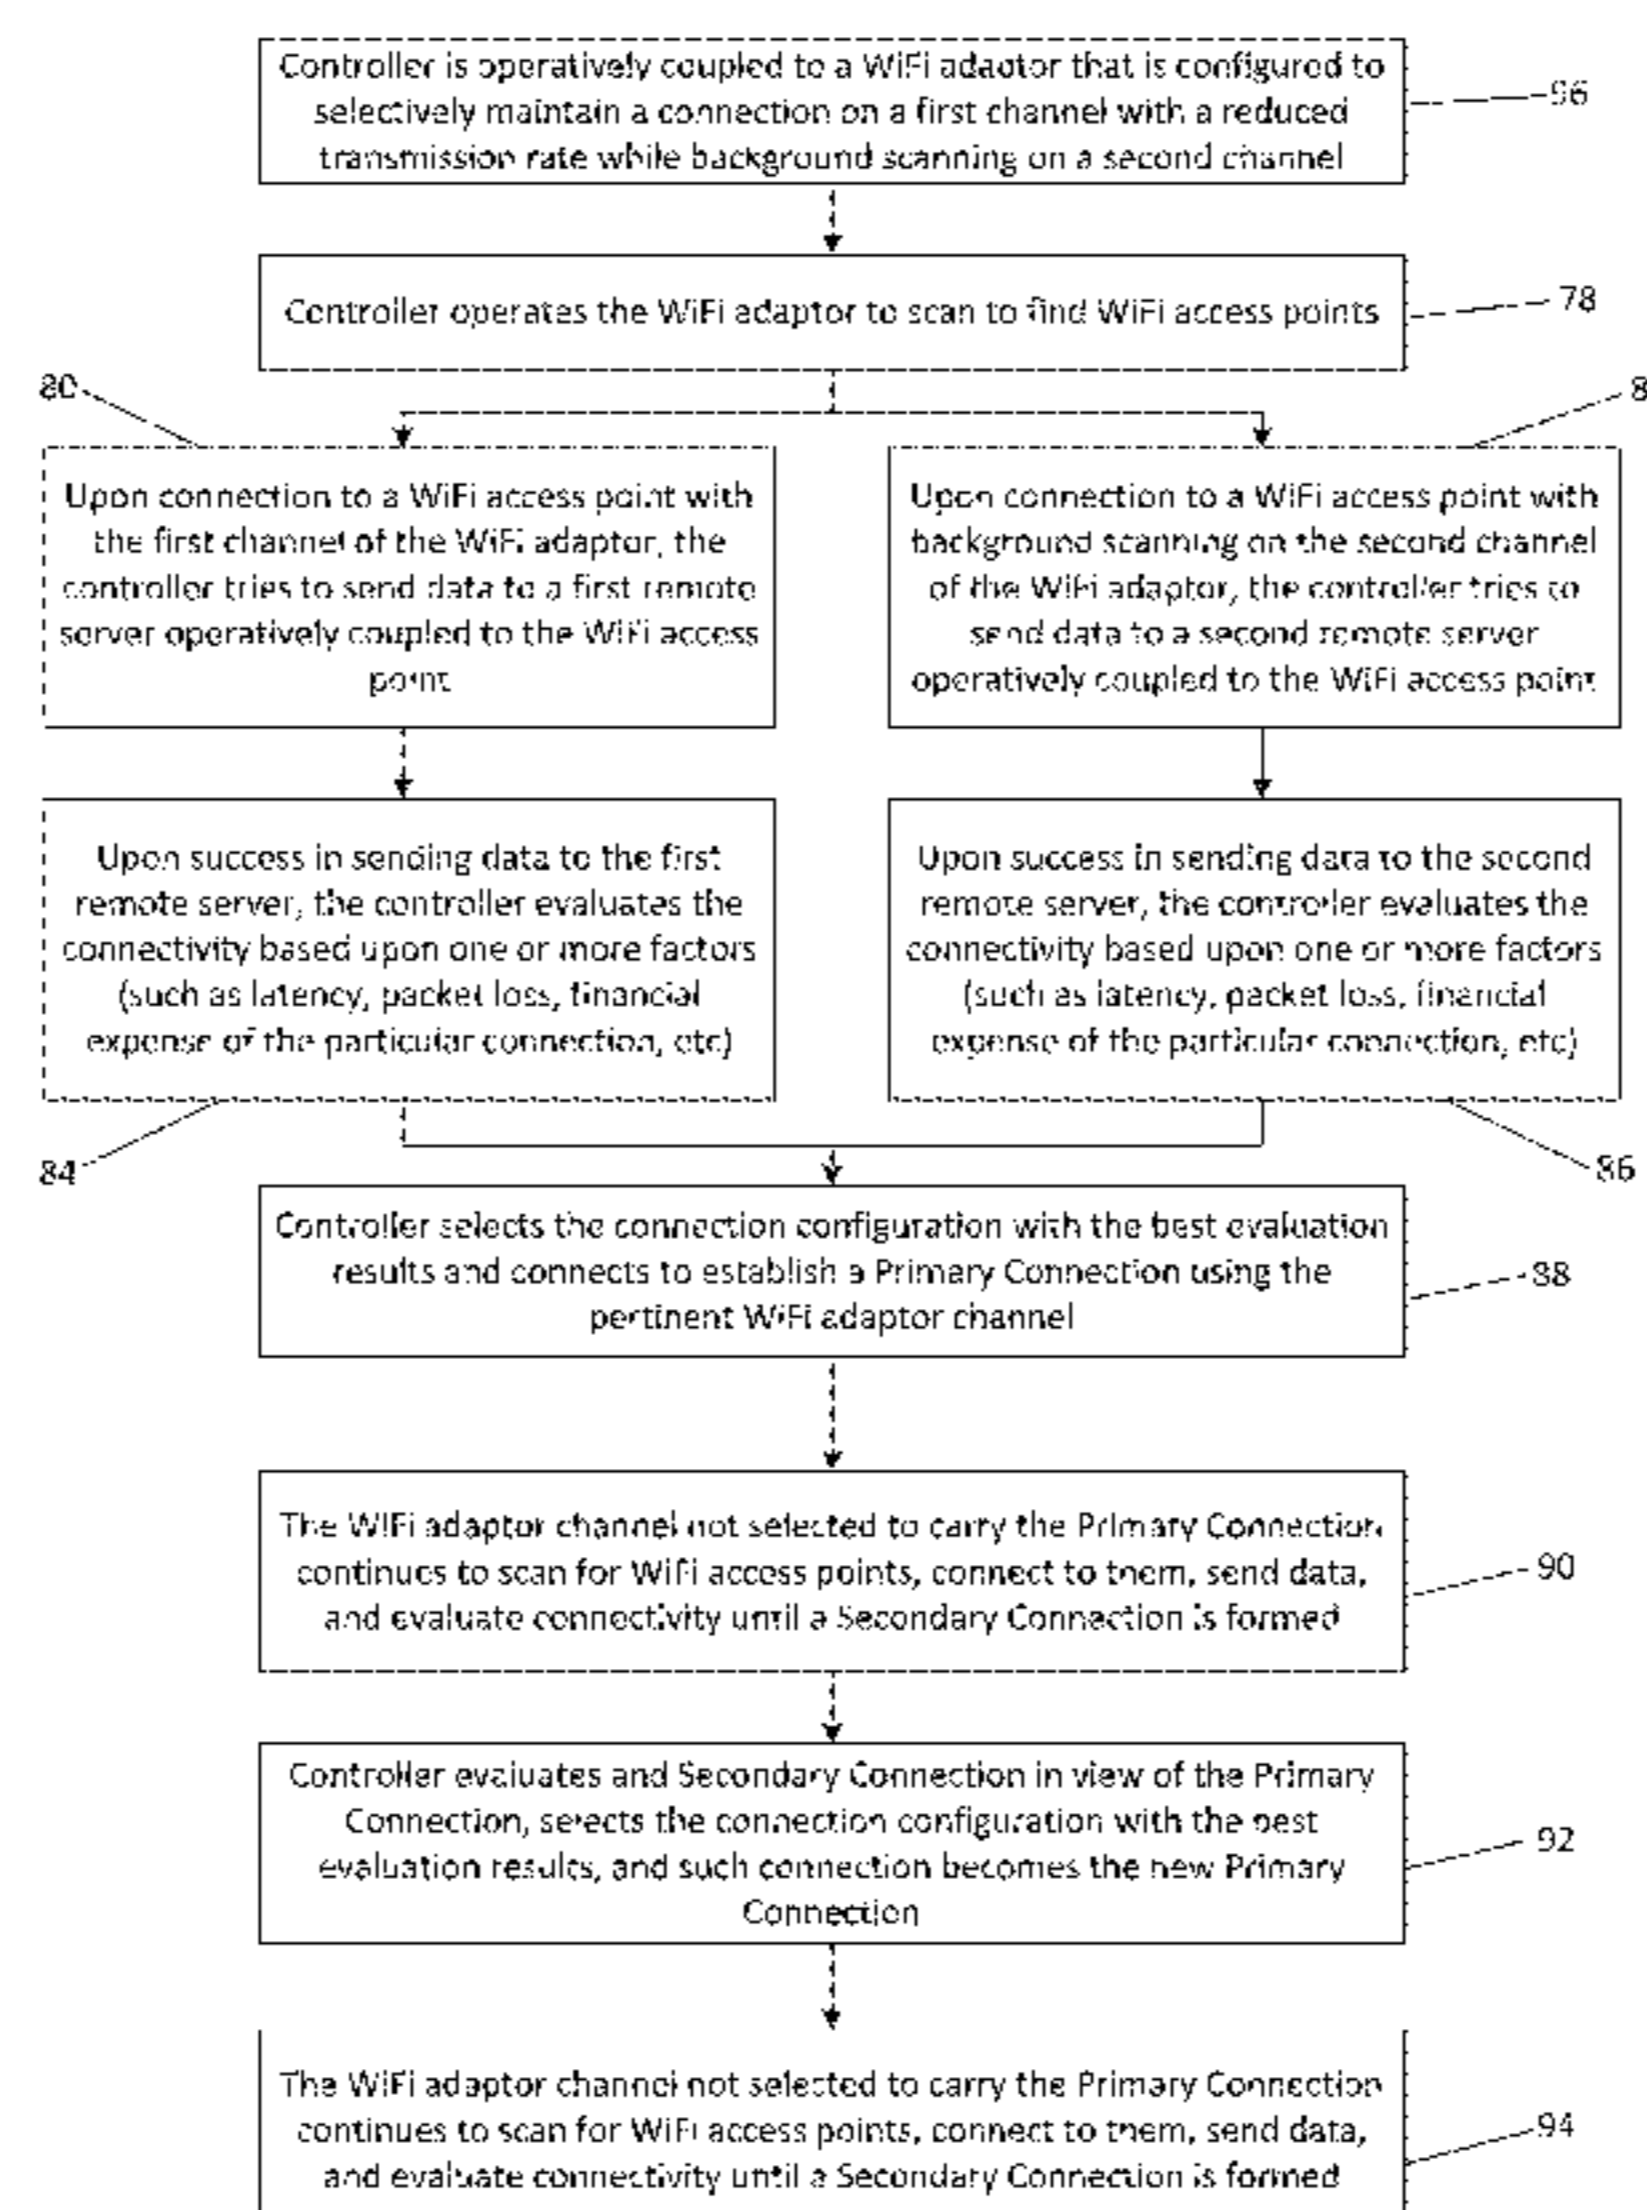 Controller is operatively coupled to a WiFi adaptor that is configured to
selectively maintain a connection on a first channel with a reduced
transmission rate while background scanning on a second channel
96
Controller operates the WiFi adaptor to scan to find WiFi access points
78
80
8
Upon connection to a WiFi access point with
the first channel of the WiFi adaptor, the
controller tries to send data to a first remote
server operatively coupled to the WiFi access
point
Upon connection to a WiFi access point with
background scanning on the second channel
of the WiFi adaptor, the controller tries to
send data to a second remote server
operatively coupled to the WiFi access point
Upon success in sending data to the first
remote server, the controller evaluates the
connectivity based upon one or more factors
(such as latency, packet loss, financial
expense of the particular connection, etc)
Upon success in sending data to the second
remote server, the controller evaluates the
connectivity based upon one or more factors
(such as latency, packet loss, financial
expense of the particular connection, etc)
84
86
Controller selects the connection configuration with the best evaluation
results and connects to establish a Primary Connection using the
pertinent WiFi adaptor channel
88
The WiFi adaptor channel not selected to carry the Primary Connection
continues to scan for WiFi access points, connect to them, send data,
and evaluate connectivity until a Secondary Connection is formed
90
Controller evaluates and Secondary Connection in view of the Primary
Connection, selects the connection configuration with the best
evaluation results, and such connection becomes the new Primary
Connection
92
The WiFi adaptor channel not selected to carry the Primary Connection
continues to scan for WiFi access points, connect to them, send data,
and evaluate connectivity until a Secondary Connection is formed
94